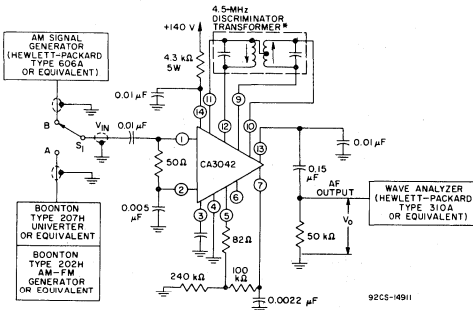 4.5-MHz
DISCRIMINATOR
TRANSFORMER*
+140 V
AM SIGNAL
GENERATOR
(HEWLETT-PACKARD
TYPE 606A
OR EQUIVALENT)
4.3 kΩ
5W
0.01 µF
14
11
12
9
10
13
B
S1
A
VIN
0.01 µF
1
50Ω
2
CA3042
0.005
µF
3
4
5
6
7
0.01 µF
0.15
µF
AF
OUTPUT
Vo
50 kΩ
WAVE ANALYZER
(HEWLETT-PACKARD
TYPE 310A
OR EQUIVALENT)
BOONTON
TYPE 207H
UNIVERTER
OR EQUIVALENT
BOONTON
TYPE 202H
AM-FM
GENERATOR
OR EQUIVALENT
82Ω
240 kΩ
100
kΩ
0.0022 µF
92CS-14911